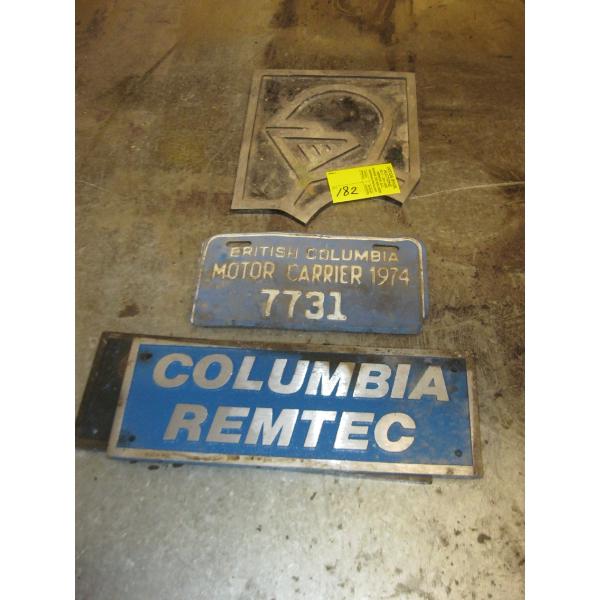 182
BRITISH COLUMBIA
MOTOR CARRIER 1974
7731
COLUMBIA
REMTEC